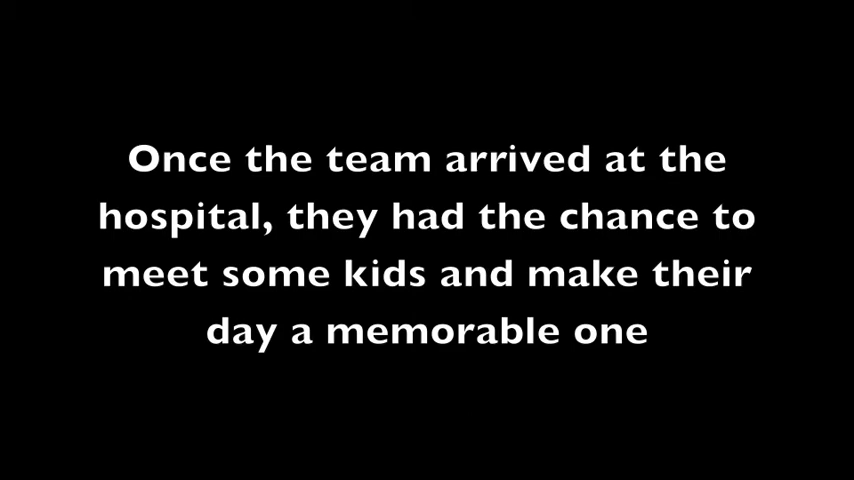 Once the team arrived at the
hospital, they had the chance to
meet some kids and make their
day a memorable one